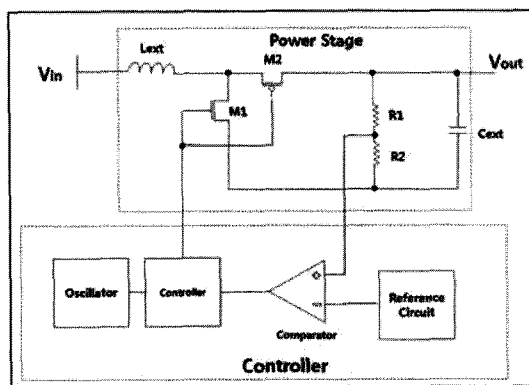 Power Stage
Lext
M2
Vin
Vout
M1
R1
Cext
R2
Oscillator
Controller
Comparator
Reference
Circuit
Controller